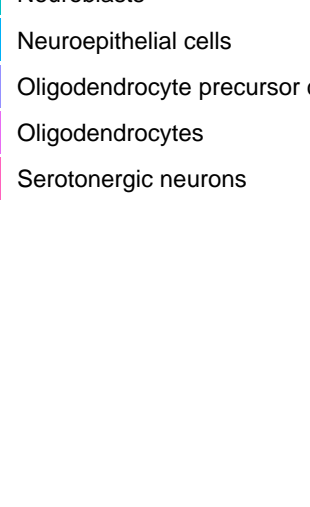 Neuroblasts
Neuroepithelial cells
Oligodendrocyte precursor
Oligodendrocytes
Serotonergic neurons